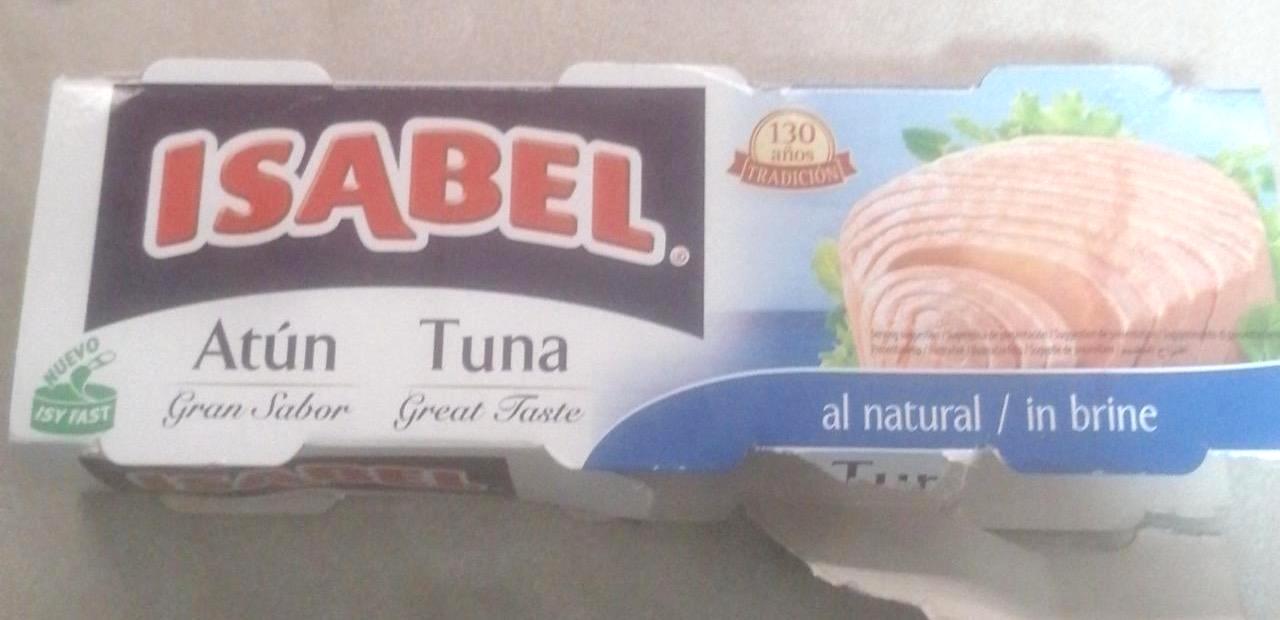 ISABEL
130
años
TRADICIÓN
Atún Tuna
Gran Sabor Great Taste
NUEVO
ISY FAST
al natural / in brine
ISABEL